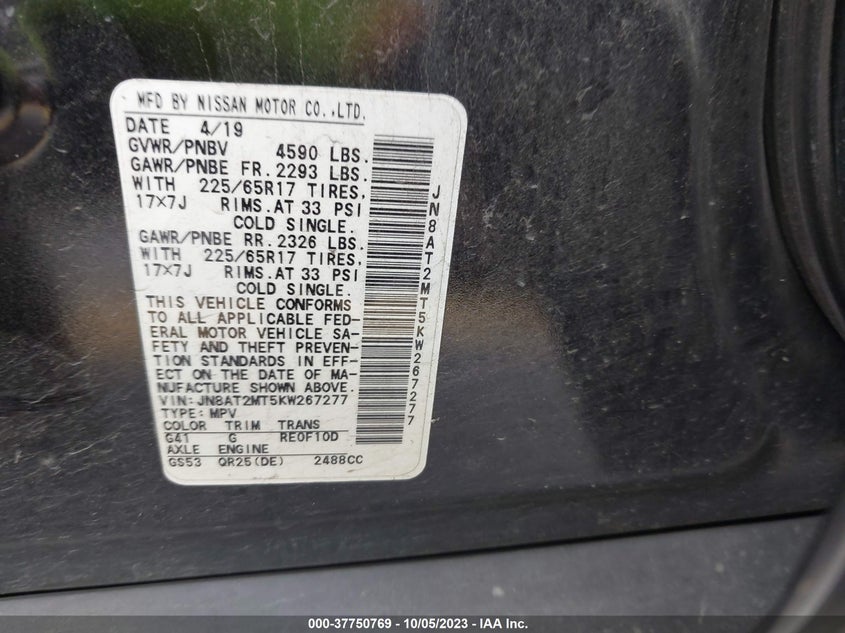 MFD BY NISSAN MOTOR CO.,LTD.
DATE 4/19
GVWR/PNBV 4590 LBS.
GAWR/PNBE FR. 2293 LBS.
WITH 225/65R17 TIRES,
17×7J RIMS.AT 33 PSI
COLD SINGLE.
GAWR/PNBE RR. 2326 LBS.
WITH 225/65R17 TIRES,
17×7J RIMS.AT 33 PSI
COLD SINGLE.
THIS VEHICLE CONFORMS
TO ALL APPLICABLE FED-
ERAL MOTOR VEHICLE SA-
FETY AND THEFT PREVEN-
TION STANDARDS IN EFF-
ECT ON THE DATE OF MA-
NUFACTURE SHOWN ABOVE.
VIN:JN8AT2MT5KW267277
TYPE:MPV
COLOR TRIM TRANS
G41 G RE0F10D
AXLE ENGINE
GS53 QR25(DE) 2488CC
JN8AT2MT5KW267277
000-37750769 - 10/05/2023 - IAA Inc.